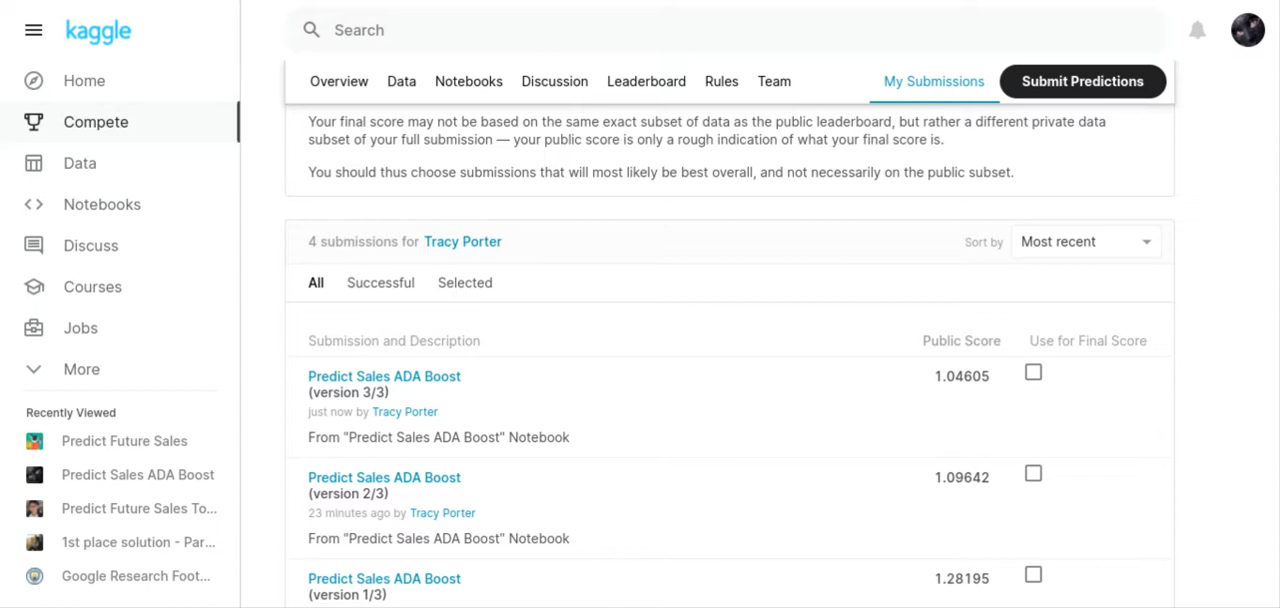 kaggle
Search
Home
Compete
Data
Notebooks
Discuss
Courses
Jobs
More
Recently Viewed
Predict Future Sales
Predict Sales ADA Boost
Predict Future Sales To...
1st place solution - Par...
Google Research Foot...
Overview Data Notebooks Discussion Leaderboard Rules Team My Submissions Submit Predictions
Your final score may not be based on the same exact subset of data as the public leaderboard, but rather a different private data
subset of your full submission — your public score is only a rough indication of what your final score is.
You should thus choose submissions that will most likely be best overall, and not necessarily on the public subset.
4 submissions for Tracy Porter Sort by Most recent
All Successful Selected
Submission and Description Public Score Use for Final Score
Predict Sales ADA Boost 1.04605
(version 3/3)
just now by Tracy Porter
From "Predict Sales ADA Boost" Notebook
Predict Sales ADA Boost 1.09642
(version 2/3)
23 minutes ago by Tracy Porter
From "Predict Sales ADA Boost" Notebook
Predict Sales ADA Boost 1.28195
(version 1/3)